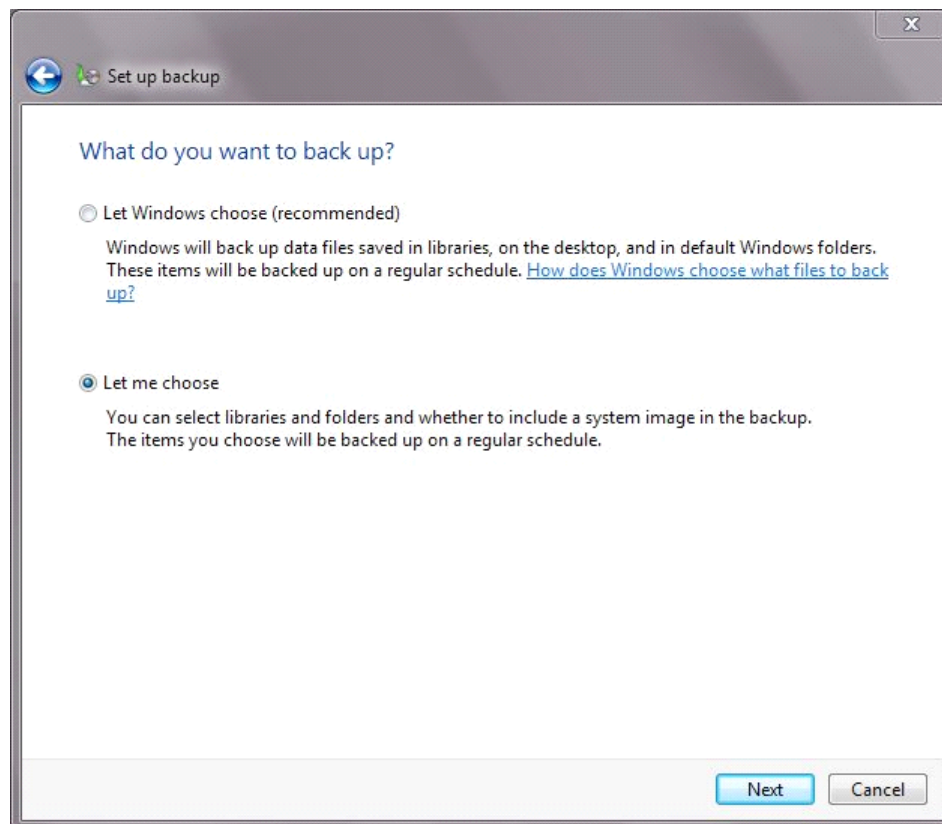 X
Set up backup
What do you want to back up?
Let Windows choose (recommended)
Windows will back up data files saved in libraries, on the desktop, and in default Windows folders.
These items will be backed up on a regular schedule. How does Windows choose what files to back
up?
Let me choose
You can select libraries and folders and whether to include a system image in the backup.
The items you choose will be backed up on a regular schedule.
Next Cancel